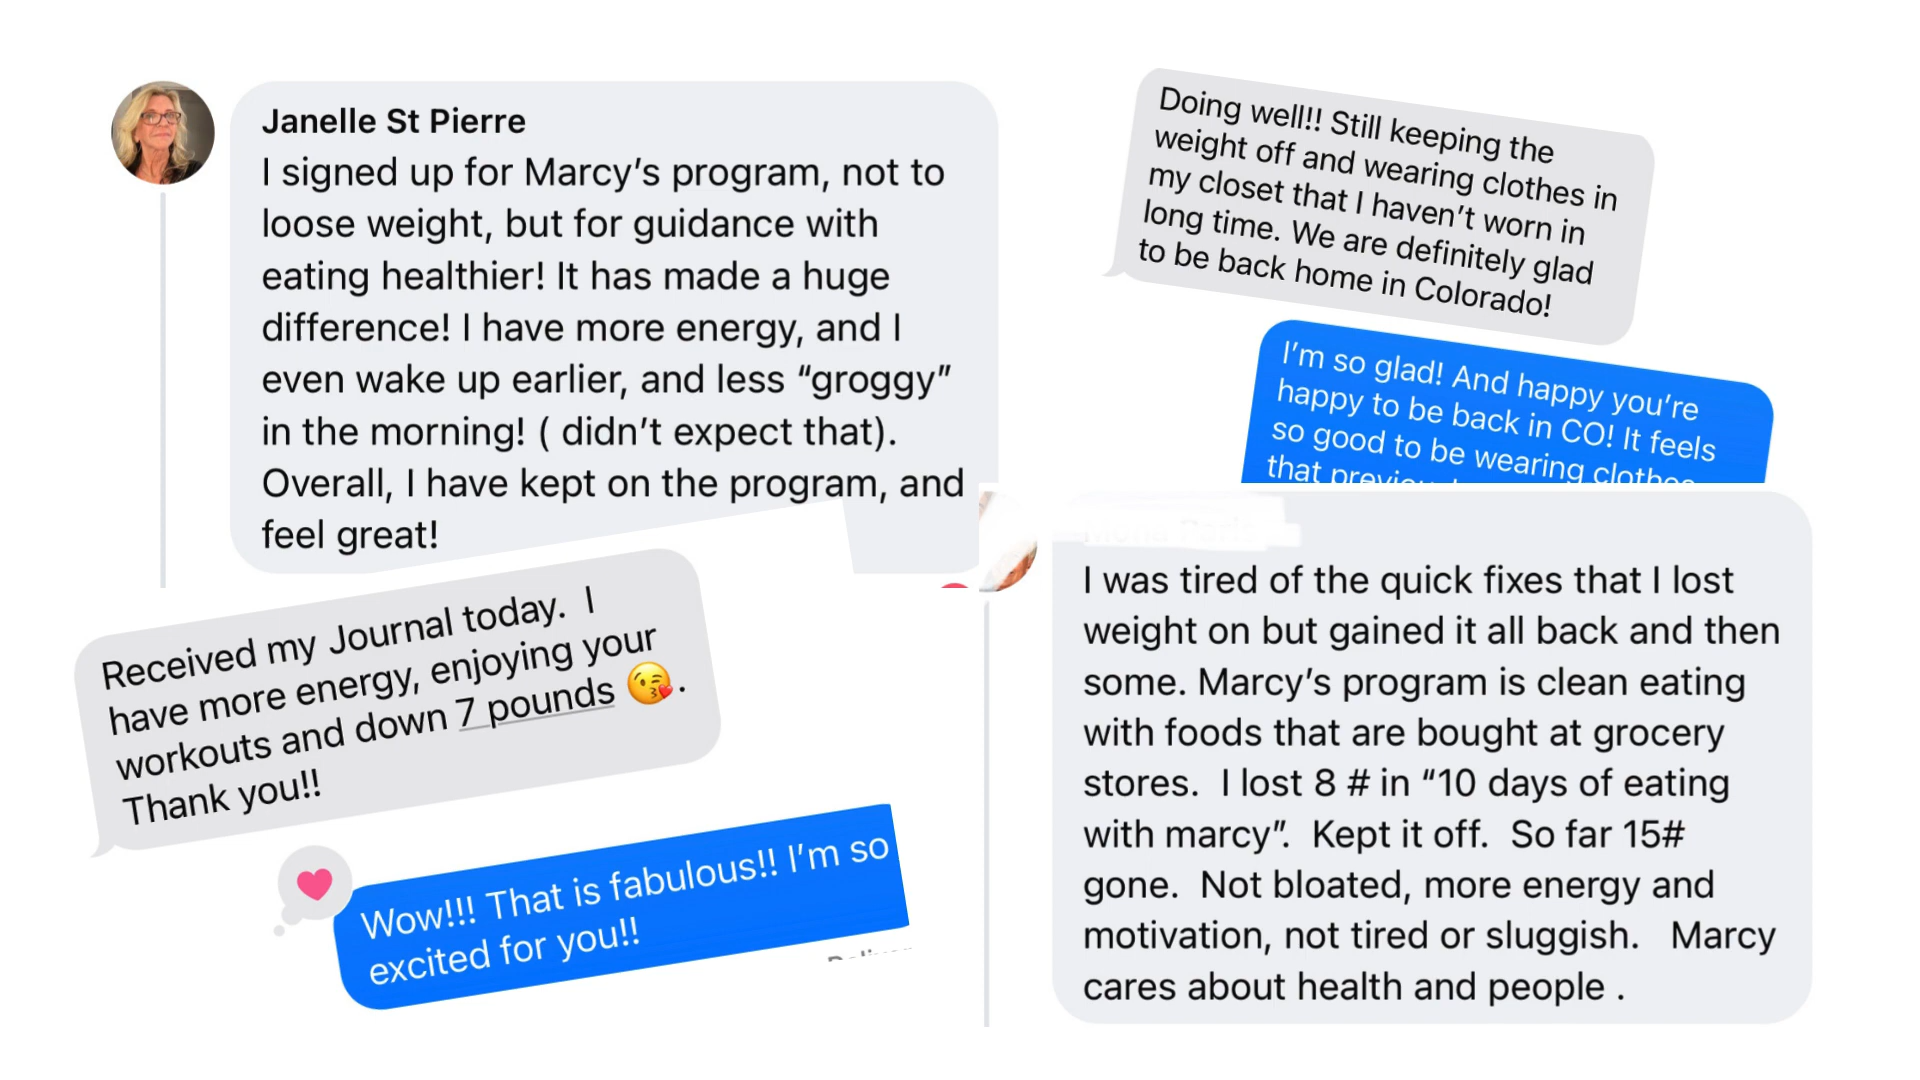 Janelle St Pierre
I signed up for Marcy’s program, not to
loose weight, but for guidance with
eating healthier! It has made a huge
difference! I have more energy, and I
even wake up earlier, and less “groggy”
in the morning! ( didn’t expect that).
Overall, I have kept on the program, and
feel great!
Doing well!! Still keeping the
weight off and wearing clothes in
my closet that I haven’t worn in
long time. We are definitely glad
to be back home in Colorado!
I’m so glad! And happy you’re
happy to be back in CO! It feels
so good to be wearing clothes
that
Received my Journal today.  I
have more energy, enjoying your
workouts and down 7 pounds 😘.
Thank you!!
Wow!!! That is fabulous!! I’m so
excited for you!!
I was tired of the quick fixes that I lost
weight on but gained it all back and then
some. Marcy’s program is clean eating
with foods that are bought at grocery
stores.  I lost 8 # in “10 days of eating
with marcy”.  Kept it off.  So far 15#
gone.  Not bloated, more energy and
motivation, not tired or sluggish.   Marcy
cares about health and people .